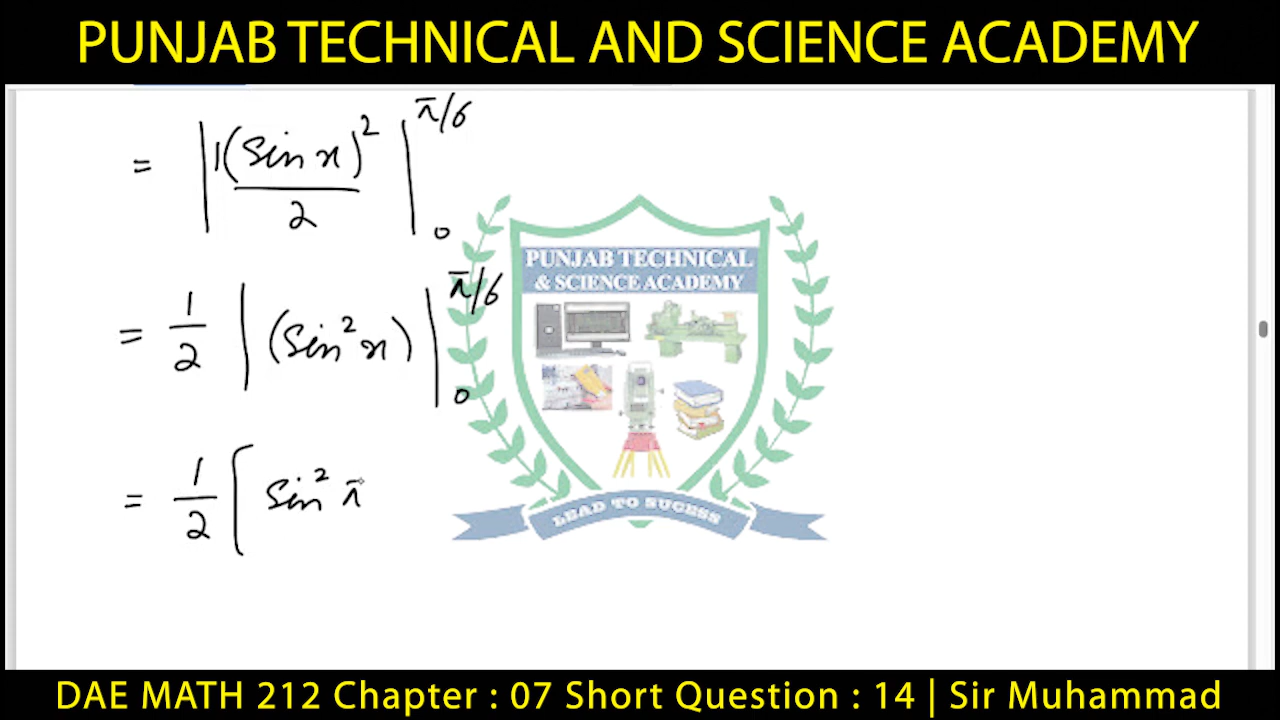 PUNJAB TECHNICAL AND SCIENCE ACADEMY
= | 1(Sin x)² / 2 |₀^π/6
= 1/2 | (Sin² x) |₀^π/6
= 1/2 [ Sin² π
PUNJAB TECHNICAL
& SCIENCE ACADEMY
LEAD TO SUCESS
DAE MATH 212 Chapter : 07 Short Question : 14 | Sir Muhammad